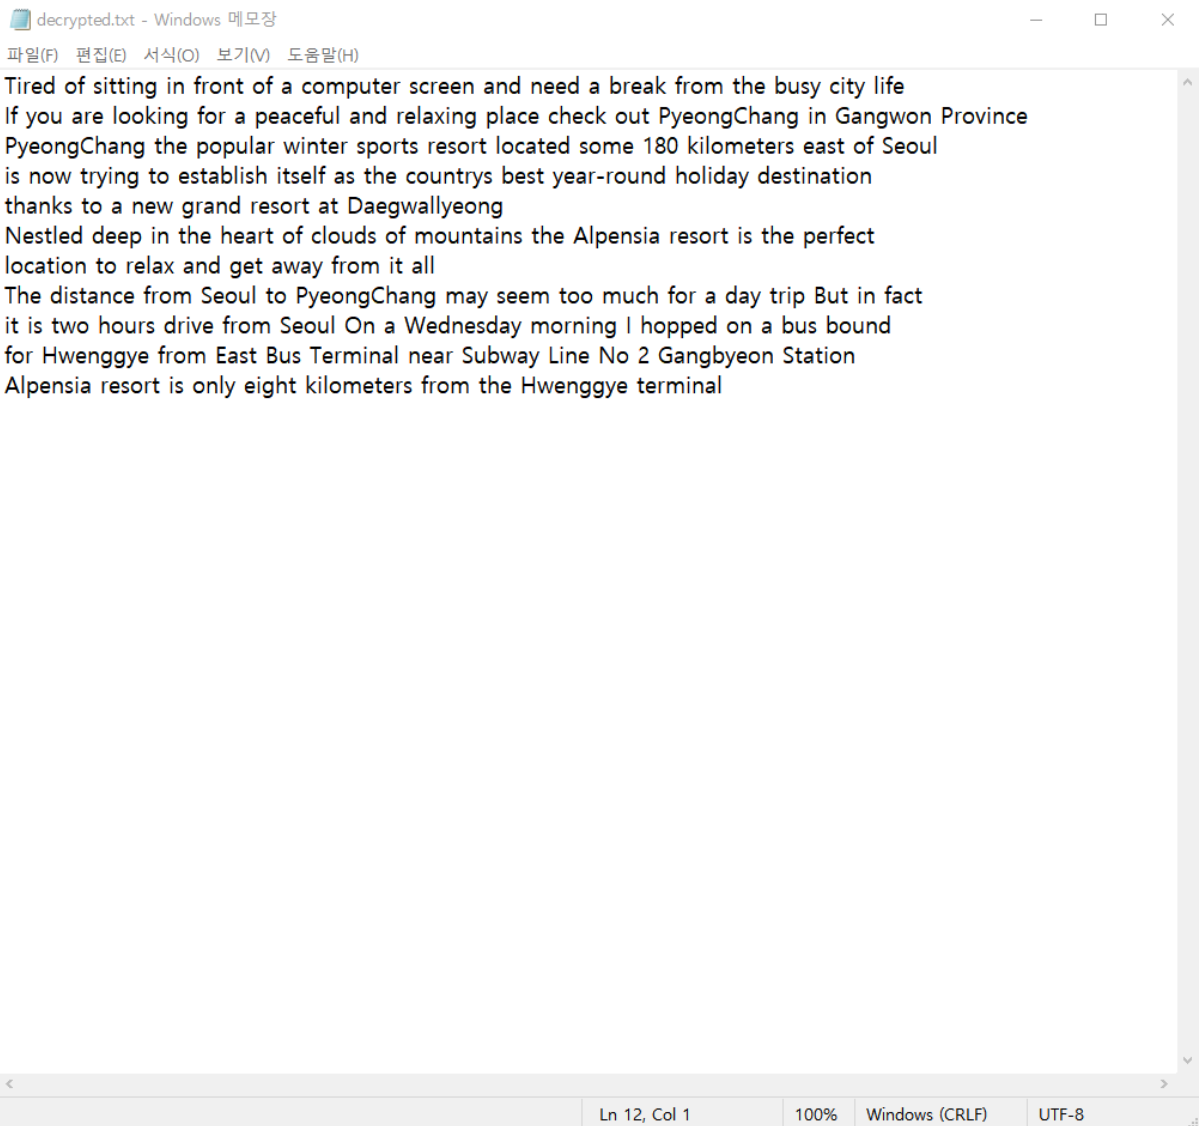 decrypted.txt - Windows 메모장
파일(F) 편집(E) 서식(O) 보기(V) 도움말(H)
Tired of sitting in front of a computer screen and need a break from the busy city life
If you are looking for a peaceful and relaxing place check out PyeongChang in Gangwon Province
PyeongChang the popular winter sports resort located some 180 kilometers east of Seoul
is now trying to establish itself as the countrys best year-round holiday destination
thanks to a new grand resort at Daegwallyeong
Nestled deep in the heart of clouds of mountains the Alpensia resort is the perfect
location to relax and get away from it all
The distance from Seoul to PyeongChang may seem too much for a day trip But in fact
it is two hours drive from Seoul On a Wednesday morning I hopped on a bus bound
for Hwenggye from East Bus Terminal near Subway Line No 2 Gangbyeon Station
Alpensia resort is only eight kilometers from the Hwenggye terminal
Ln 12, Col 1 100% Windows (CRLF) UTF-8